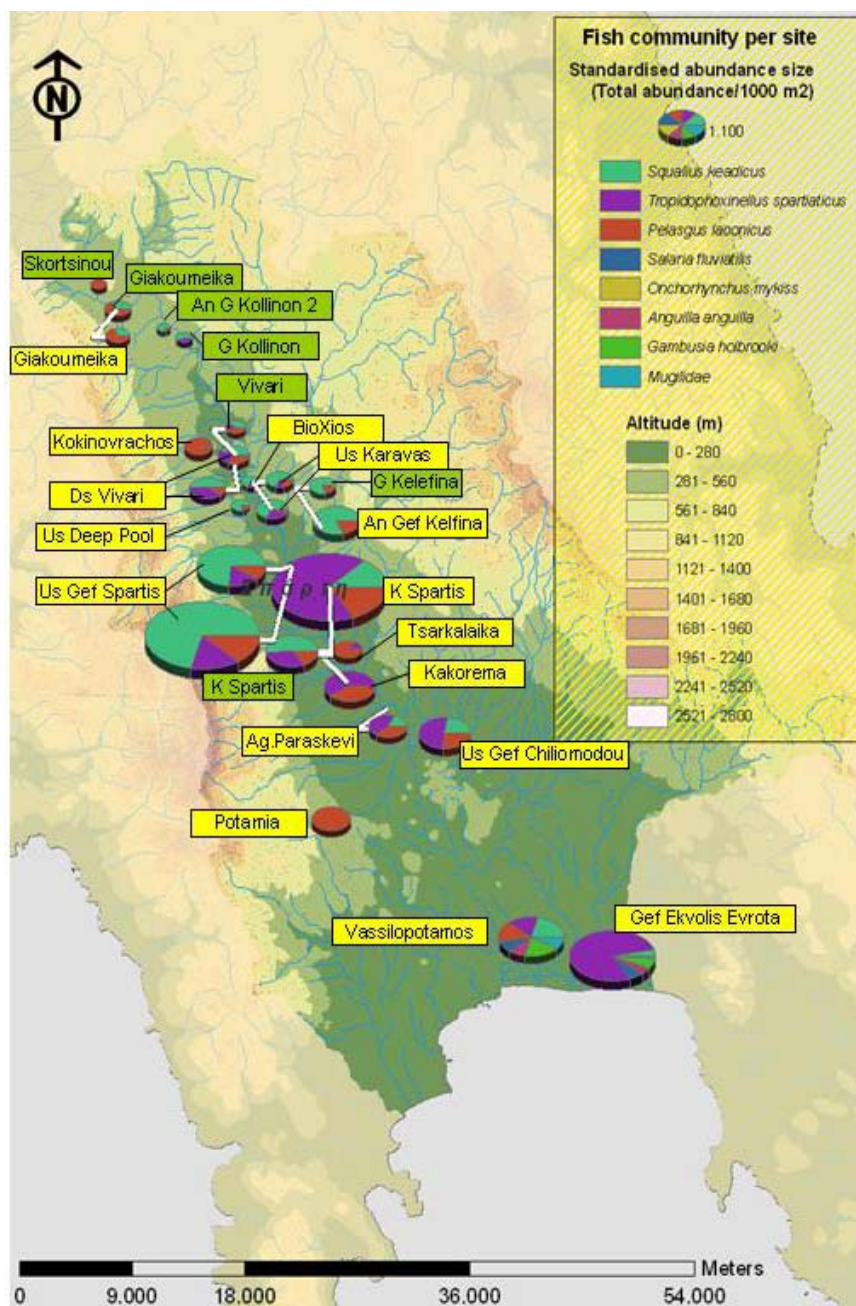 Fish community per site
Standardised abundance size
(Total abundance/1000 m2)
1.100
Squalius keadicus
Tropidophoxinellus spartiaticus
Pelasgus laconicus
Salaria fluviatilis
Onchorhynchus mykiss
Anguilla anguilla
Gambusia holbrooki
Mugilidae
Altitude (m)
0 - 280
281 - 560
561 - 840
841 - 1120
1121 - 1400
1401 - 1680
1681 - 1960
1961 - 2240
2241 - 2520
2521 - 2800
N
Skortsinou
Giakoumeika
An G Kollinon 2
G Kollinon
Giakoumeika
Vivari
BioXios
Kokinovrachos
Us Karavas
G Kelefina
Ds Vivari
An Gef Kelfina
Us Deep Pool
Us Gef Spartis
K Spartis
Tsarkalaika
K Spartis
Kakorema
Ag.Paraskevi
Us Gef Chiliomodou
Potamia
Vassilopotamos
Gef Ekvolis Evrota
Meters
0 9.000 18.000 36.000 54.000